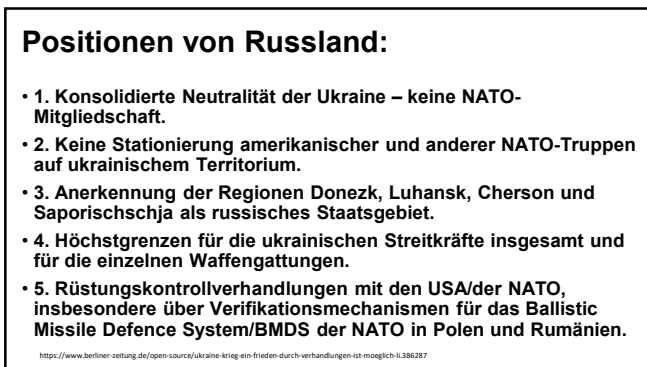 Positionen von Russland:
• 1. Konsolidierte Neutralität der Ukraine – keine NATO-
Mitgliedschaft.
• 2. Keine Stationierung amerikanischer und anderer NATO-Truppen
auf ukrainischem Territorium.
• 3. Anerkennung der Regionen Donezk, Luhansk, Cherson und
Saporischschja als russisches Staatsgebiet.
• 4. Höchstgrenzen für die ukrainischen Streitkräfte insgesamt und
für die einzelnen Waffengattungen.
• 5. Rüstungskontrollverhandlungen mit den USA/der NATO,
insbesondere über Verifikationsmechanismen für das Ballistic
Missile Defence System/BMDS der NATO in Polen und Rumänien.
https://www.berliner-zeitung.de/open-source/ukraine-krieg-ein-frieden-durch-verhandlungen-ist-moeglich-li.386287